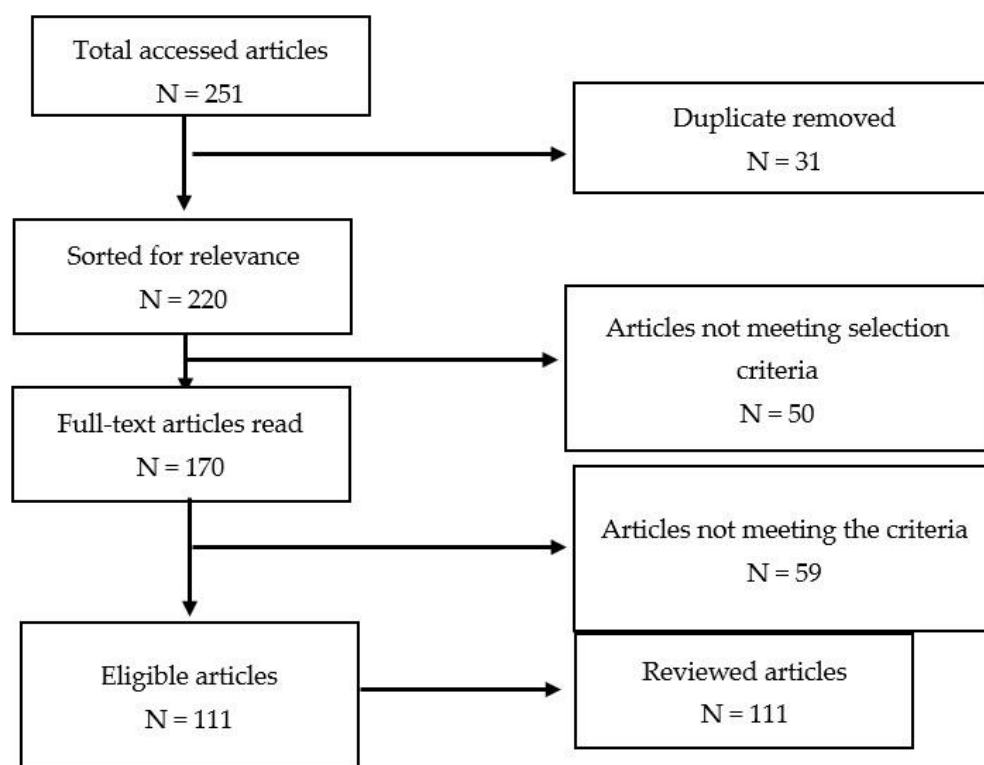 Total accessed articles
N = 251
Duplicate removed
N = 31
Sorted for relevance
N = 220
Articles not meeting selection
criteria
N = 50
Full-text articles read
N = 170
Articles not meeting the criteria
N = 59
Eligible articles
N = 111
Reviewed articles
N = 111